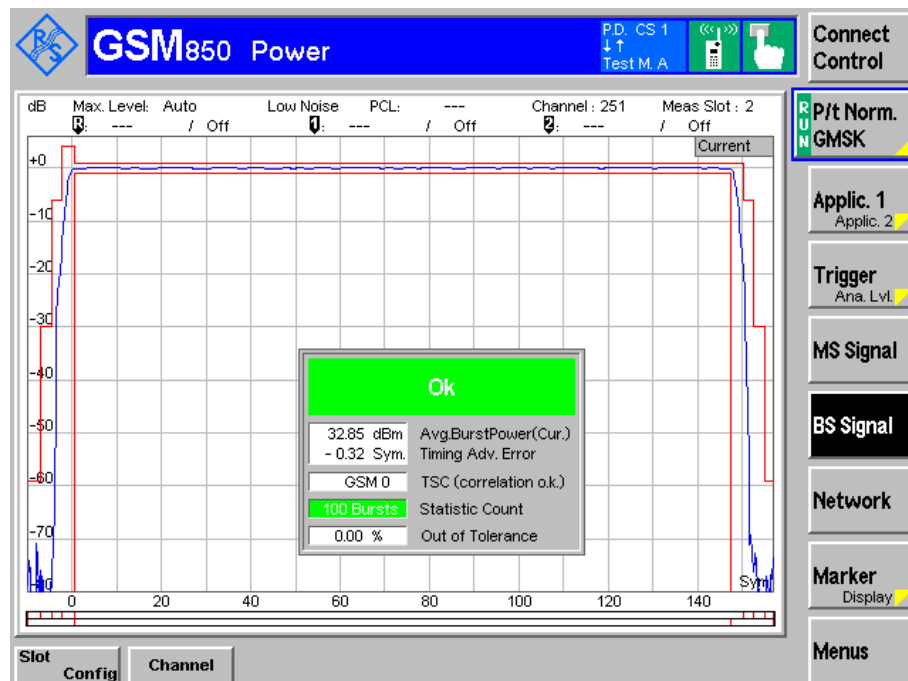 R/S
GSM850 Power
P.D. CS 1
Test M. A
Connect Control
dB Max. Level: Auto Low Noise PCL: --- Channel : 251 Meas Slot : 2
R: --- / Off 1: --- / Off 2: --- / Off
Current
RUN
P/t Norm. GMSK
Applic. 1
Applic. 2
Trigger
Ana. Lvl.
MS Signal
BS Signal
Network
Marker
Display
Menus
+0
-10
-20
-30
-40
-50
-60
-70
-80
Ok
32.85 dBm Avg.BurstPower(Cur.)
- 0.32 Sym. Timing Adv. Error
GSM 0 TSC (correlation o.k.)
100 Bursts Statistic Count
0.00 % Out of Tolerance
Sym
0 20 40 60 80 100 120 140
Slot Config
Channel